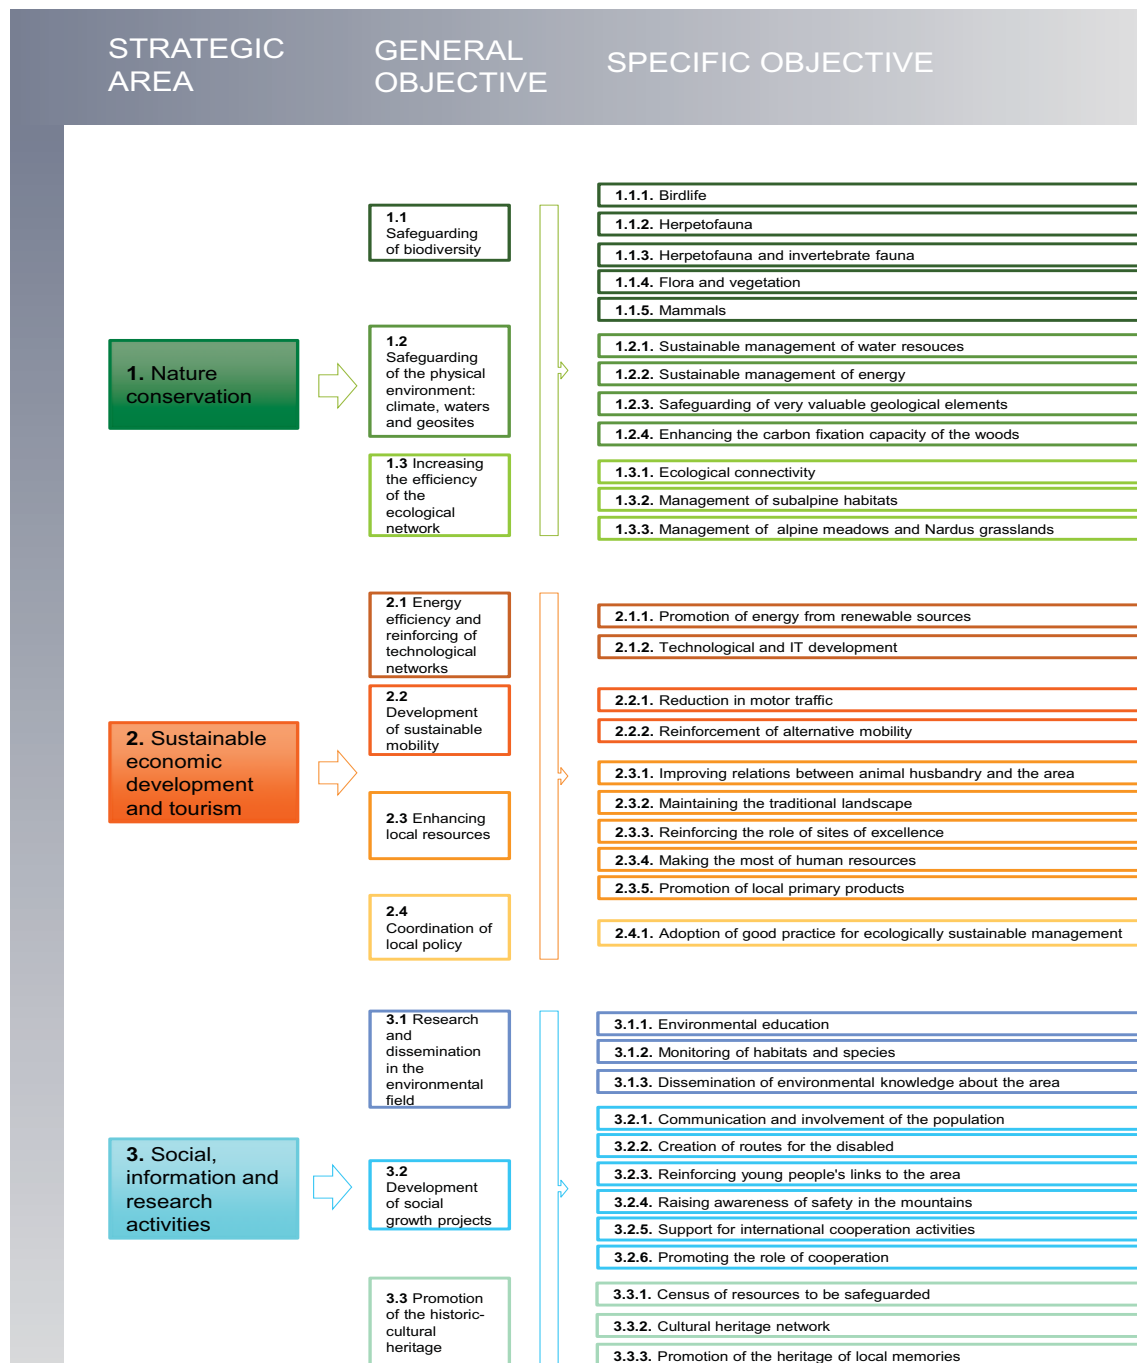 STRATEGIC
AREA
GENERAL
OBJECTIVE
SPECIFIC OBJECTIVE
1. Nature
conservation
1.1
Safeguarding
of biodiversity
1.1.1. Birdlife
1.1.2. Herpetofauna
1.1.3. Herpetofauna and invertebrate fauna
1.1.4. Flora and vegetation
1.1.5. Mammals
1.2
Safeguarding
of the physical
environment:
climate, waters
and geosites
1.2.1. Sustainable management of water resouces
1.2.2. Sustainable management of energy
1.2.3. Safeguarding of very valuable geological elements
1.2.4. Enhancing the carbon fixation capacity of the woods
1.3 Increasing
the efficiency
of the
ecological
network
1.3.1. Ecological connectivity
1.3.2. Management of subalpine habitats
1.3.3. Management of alpine meadows and Nardus grasslands
2. Sustainable
economic
development
and tourism
2.1 Energy
efficiency and
reinforcing of
technological
networks
2.1.1. Promotion of energy from renewable sources
2.1.2. Technological and IT development
2.2
Development
of sustainable
mobility
2.2.1. Reduction in motor traffic
2.2.2. Reinforcement of alternative mobility
2.3 Enhancing
local resources
2.3.1. Improving relations between animal husbandry and the area
2.3.2. Maintaining the traditional landscape
2.3.3. Reinforcing the role of sites of excellence
2.3.4. Making the most of human resources
2.3.5. Promotion of local primary products
2.4
Coordination of
local policy
2.4.1. Adoption of good practice for ecologically sustainable management
3. Social,
information and
research
activities
3.1 Research
and
dissemination
in the
environmental
field
3.1.1. Environmental education
3.1.2. Monitoring of habitats and species
3.1.3. Dissemination of environmental knowledge about the area
3.2
Development
of social
growth projects
3.2.1. Communication and involvement of the population
3.2.2. Creation of routes for the disabled
3.2.3. Reinforcing young people's links to the area
3.2.4. Raising awareness of safety in the mountains
3.2.5. Support for international cooperation activities
3.2.6. Promoting the role of cooperation
3.3 Promotion
of the historic-
cultural
heritage
3.3.1. Census of resources to be safeguarded
3.3.2. Cultural heritage network
3.3.3. Promotion of the heritage of local memories